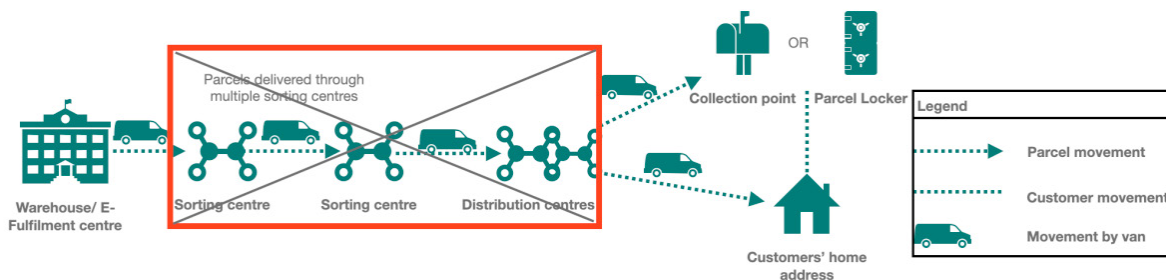 Parcels delivered through
multiple sorting centres
OR
Collection point
Parcel Locker
Legend
Parcel movement
Customer movement
Movement by van
Warehouse/ E-
Fulfilment centre
Sorting centre
Sorting centre
Distribution centres
Customers' home
address